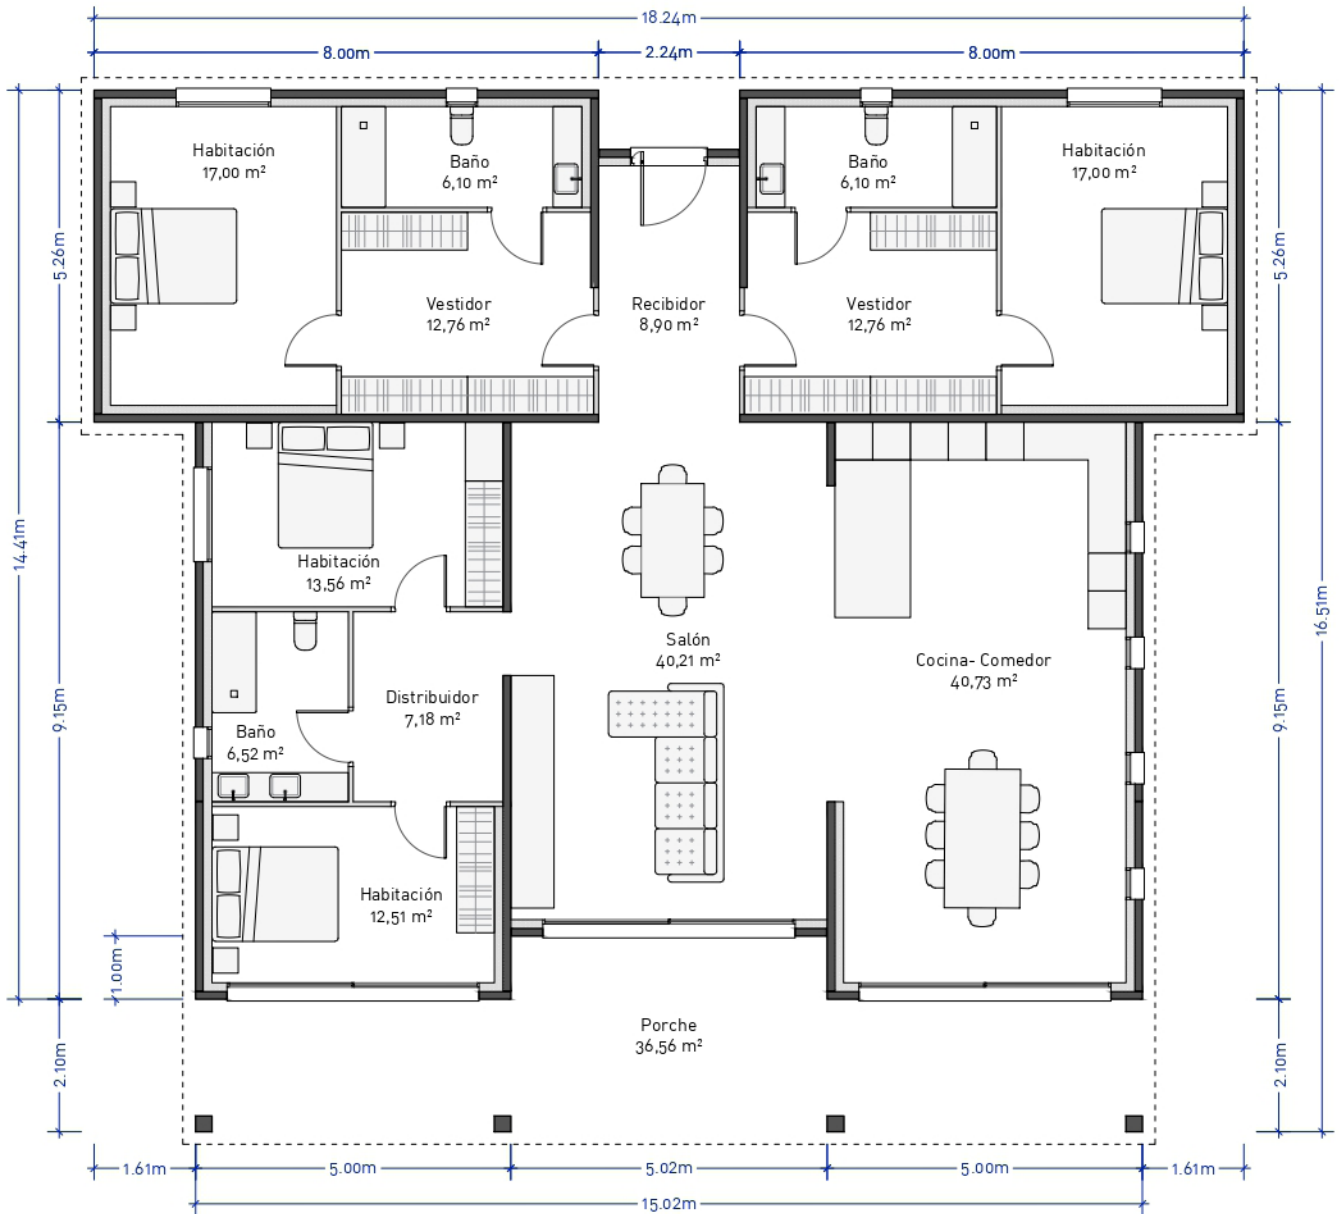 18.24m
8.00m
2.24m
8.00m
Habitación
17,00 m²
Baño
6,10 m²
Baño
6,10 m²
Habitación
17,00 m²
5.26m
5.26m
Vestidor
12,76 m²
Recibidor
8,90 m²
Vestidor
12,76 m²
14.41m
16.51m
Habitación
13,56 m²
Salón
40,21 m²
Cocina- Comedor
40,73 m²
9.15m
9.15m
Distribuidor
7,18 m²
Baño
6,52 m²
Habitación
12,51 m²
1.00m
Porche
36,56 m²
2.10m
2.10m
1.61m
5.00m
5.02m
5.00m
1.61m
15.02m